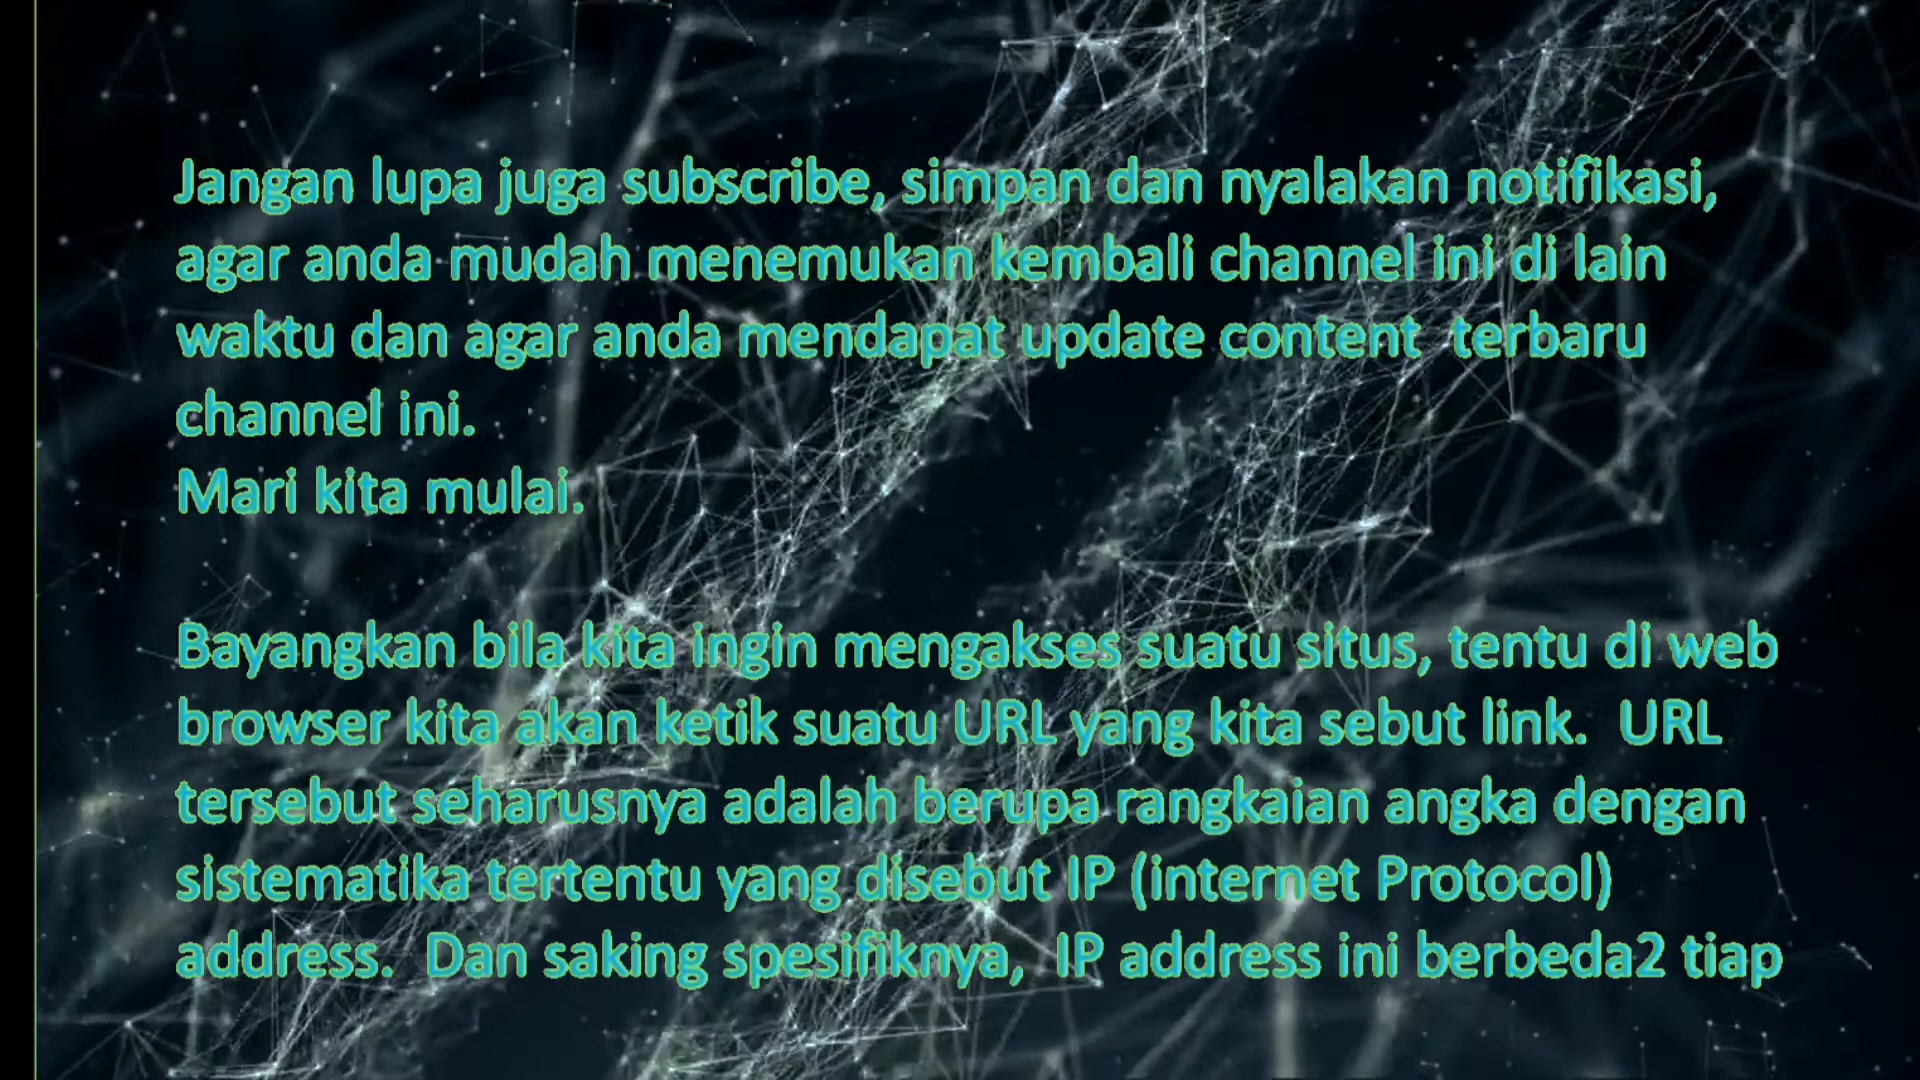 Jangan lupa juga subscribe, simpan dan nyalakan notifikasi,
agar anda mudah menemukan kembali channel ini di lain
waktu dan agar anda mendapat update content  terbaru
channel ini.
Mari kita mulai.

Bayangkan bila kita ingin mengakses suatu situs, tentu di web
browser kita akan ketik suatu URL yang kita sebut link.  URL
tersebut seharusnya adalah berupa rangkaian angka dengan
sistematika tertentu yang disebut IP (internet Protocol)
address.  Dan saking spesifiknya,  IP address ini berbeda2 tiap